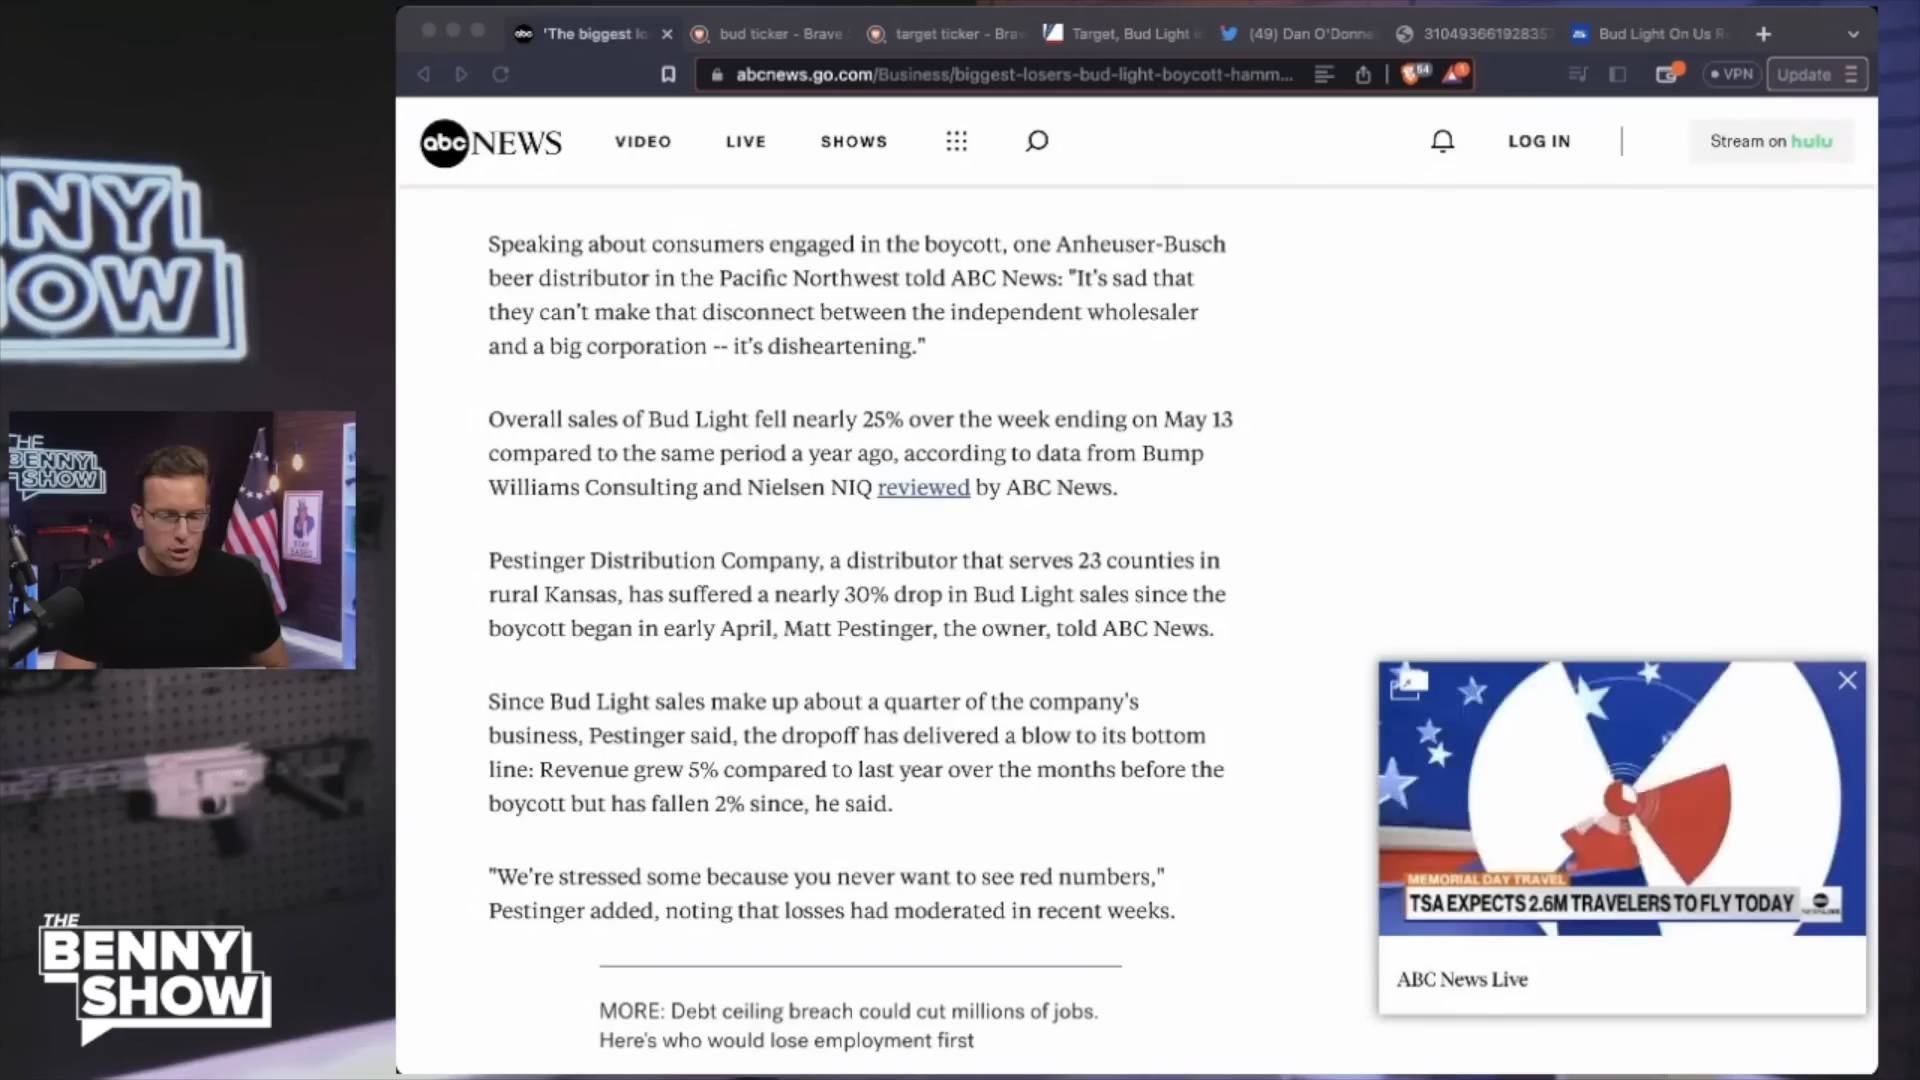 'The biggest lo
bud ticker - Brave
target ticker - Brav
Target, Bud Light i
(49) Dan O'Donne
310493661928353
Bud Light On Us R
abcnews.go.com/Business/biggest-losers-bud-light-boycott-hamm...
54
1
VPN
Update
abc NEWS
VIDEO
LIVE
SHOWS
LOG IN
Stream on hulu
Speaking about consumers engaged in the boycott, one Anheuser-Busch
beer distributor in the Pacific Northwest told ABC News: "It's sad that
they can't make that disconnect between the independent wholesaler
and a big corporation -- it's disheartening."
Overall sales of Bud Light fell nearly 25% over the week ending on May 13
compared to the same period a year ago, according to data from Bump
Williams Consulting and Nielsen NIQ reviewed by ABC News.
Pestinger Distribution Company, a distributor that serves 23 counties in
rural Kansas, has suffered a nearly 30% drop in Bud Light sales since the
boycott began in early April, Matt Pestinger, the owner, told ABC News.
Since Bud Light sales make up about a quarter of the company's
business, Pestinger said, the dropoff has delivered a blow to its bottom
line: Revenue grew 5% compared to last year over the months before the
boycott but has fallen 2% since, he said.
"We're stressed some because you never want to see red numbers,"
Pestinger added, noting that losses had moderated in recent weeks.
MORE: Debt ceiling breach could cut millions of jobs.
Here's who would lose employment first
MEMORIAL DAY TRAVEL
TSA EXPECTS 2.6M TRAVELERS TO FLY TODAY
ABC News Live
NNY
OW
THE
BENNY
SHOW
THE
BENNY
SHOW